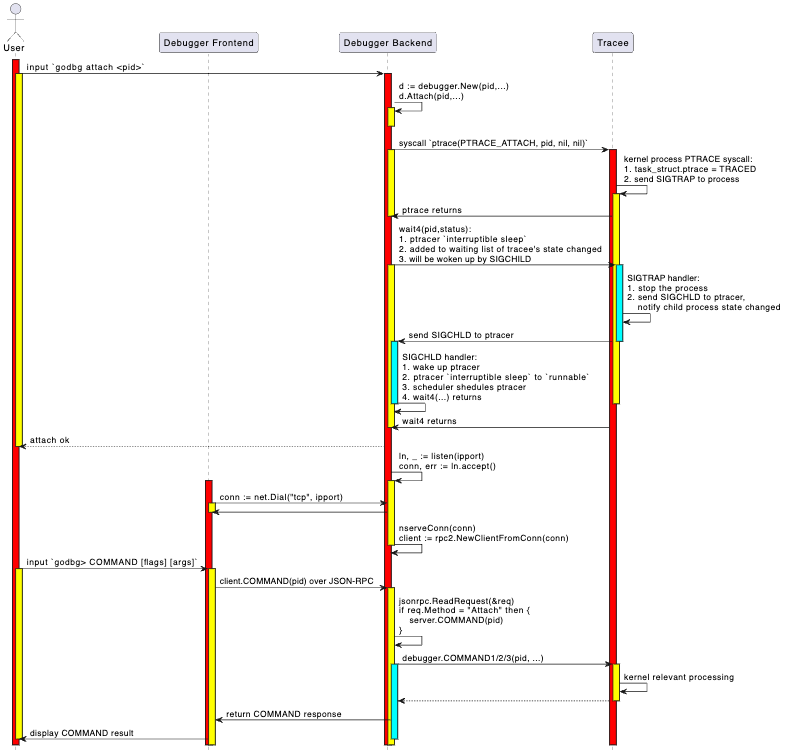 User
Debugger Frontend
Debugger Backend
Tracee
input `godbg attach <pid>`
d := debugger.New(pid,...)
d.Attach(pid,...)
syscall `ptrace(PTRACE_ATTACH, pid, nil, nil)`
kernel process PTRACE syscall:
1. task_struct.ptrace = TRACED
2. send SIGTRAP to process
ptrace returns
wait4(pid,status):
1. ptracer `interruptible sleep`
2. added to waiting list of tracee's state changed
3. will be woken up by SIGCHILD
SIGTRAP handler:
1. stop the process
2. send SIGCHLD to ptracer,
notify child process state changed
send SIGCHLD to ptracer
SIGCHLD handler:
1. wake up ptracer
2. ptracer `interruptible sleep` to `runnable`
3. scheduler shedules ptracer
4. wait4(...) returns
wait4 returns
attach ok
ln, _ := listen(ipport)
conn, err := ln.accept()
conn := net.Dial("tcp", ipport)
nserveConn(conn)
client := rpc2.NewClientFromConn(conn)
input `godbg> COMMAND [flags] [args]`
client.COMMAND(pid) over JSON-RPC
jsonrpc.ReadRequest(&req)
if req.Method = "Attach" then {
server.COMMAND(pid)
}
debugger.COMMAND1/2/3(pid, ...)
kernel relevant processing
return COMMAND response
display COMMAND result